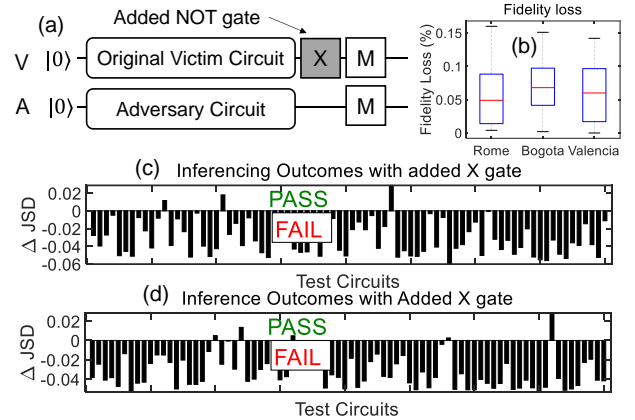 Added NOT gate
(a)
V |0⟩ Original Victim Circuit X M
A |0⟩ Adversary Circuit M
Fidelity loss
(b)
Fidelity Loss (%)
0.15
0.1
0.05
0
Rome Bogota Valencia
(c) Inferencing Outcomes with added X gate
Δ JSD
0.02
0
-0.02
-0.04
-0.06
PASS
FAIL
Test Circuits
(d) Inference Outcomes with Added X gate
Δ JSD
0.02
0
-0.02
-0.04
PASS
FAIL
Test Circuits